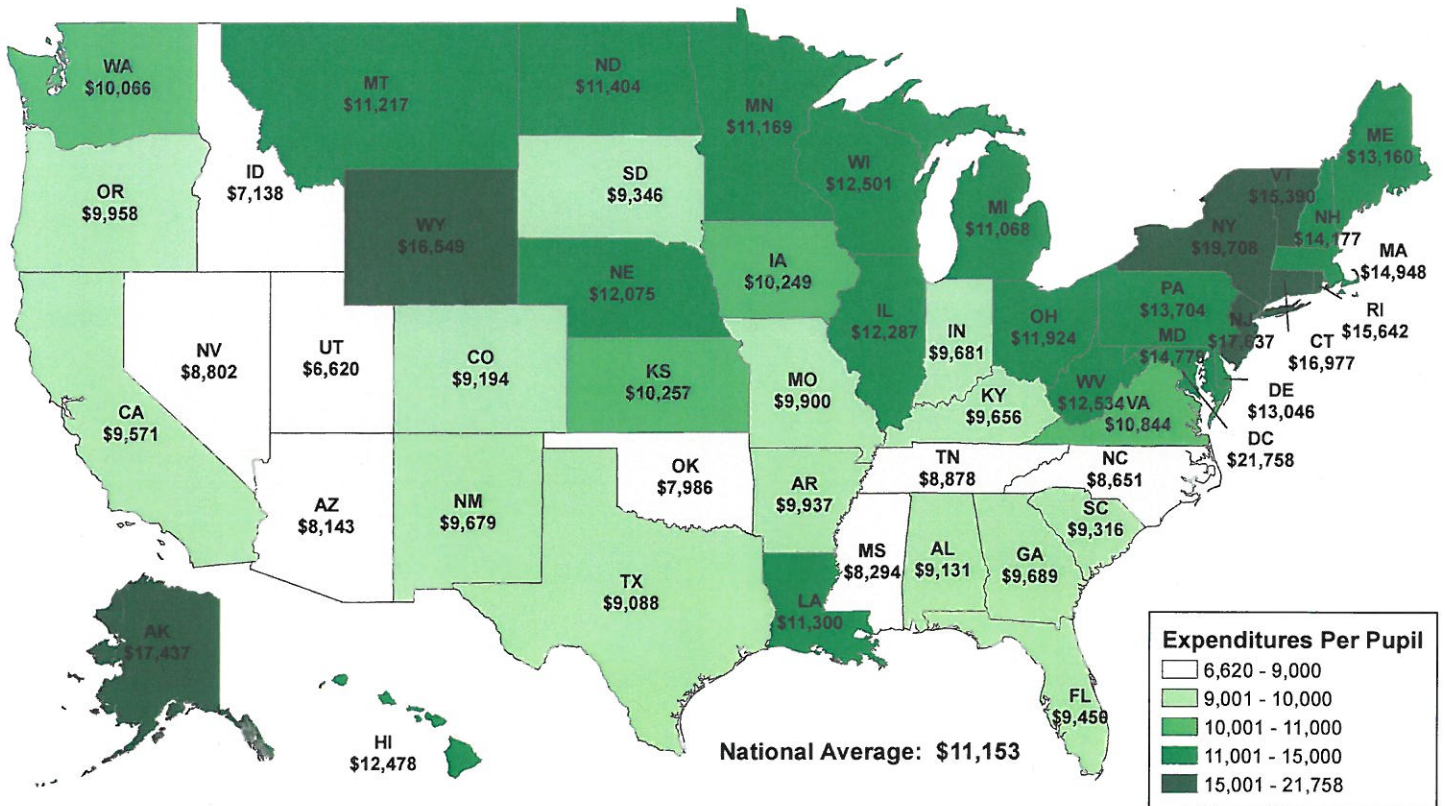 WA
$10,066
MT
$11,217
ND
$11,404
MN
$11,169
ME
$13,160
OR
$9,958
ID
$7,138
SD
$9,346
WI
$12,501
VT
$15,390
WY
$16,549
MI
$11,068
NY
$19,708
NH
$14,177
MA
$14,948
NE
$12,075
IA
$10,249
IL
$12,287
OH
$11,924
PA
$13,704
RI
$15,642
NJ
$17,637
CT
$16,977
MD
$14,779
NV
$8,802
UT
$6,620
CO
$9,194
KS
$10,257
MO
$9,900
IN
$9,681
WV
$12,534
DE
$13,046
CA
$9,571
KY
$9,656
VA
$10,844
DC
$21,758
AZ
$8,143
NM
$9,679
OK
$7,986
AR
$9,937
TN
$8,878
NC
$8,651
SC
$9,316
TX
$9,088
LA
$11,300
MS
$8,294
AL
$9,131
GA
$9,689
AK
$17,437
HI
$12,478
FL
$9,450
National Average: $11,153
Expenditures Per Pupil
6,620 - 9,000
9,001 - 10,000
10,001 - 11,000
11,001 - 15,000
15,001 - 21,758